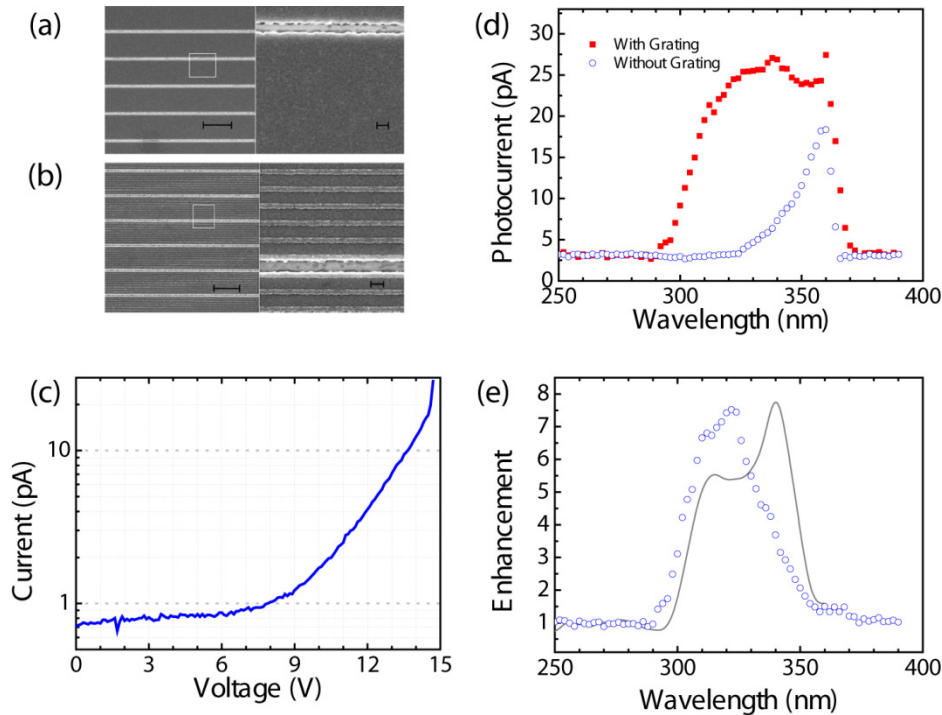 (a)
(b)
(c)
Current (pA)
10
1
0 3 6 9 12 15
Voltage (V)
(d)
With Grating
Without Grating
Photocurrent (pA)
30
25
20
15
10
5
0
250 300 350 400
Wavelength (nm)
(e)
Enhancement
8
7
6
5
4
3
2
1
250 300 350 400
Wavelength (nm)